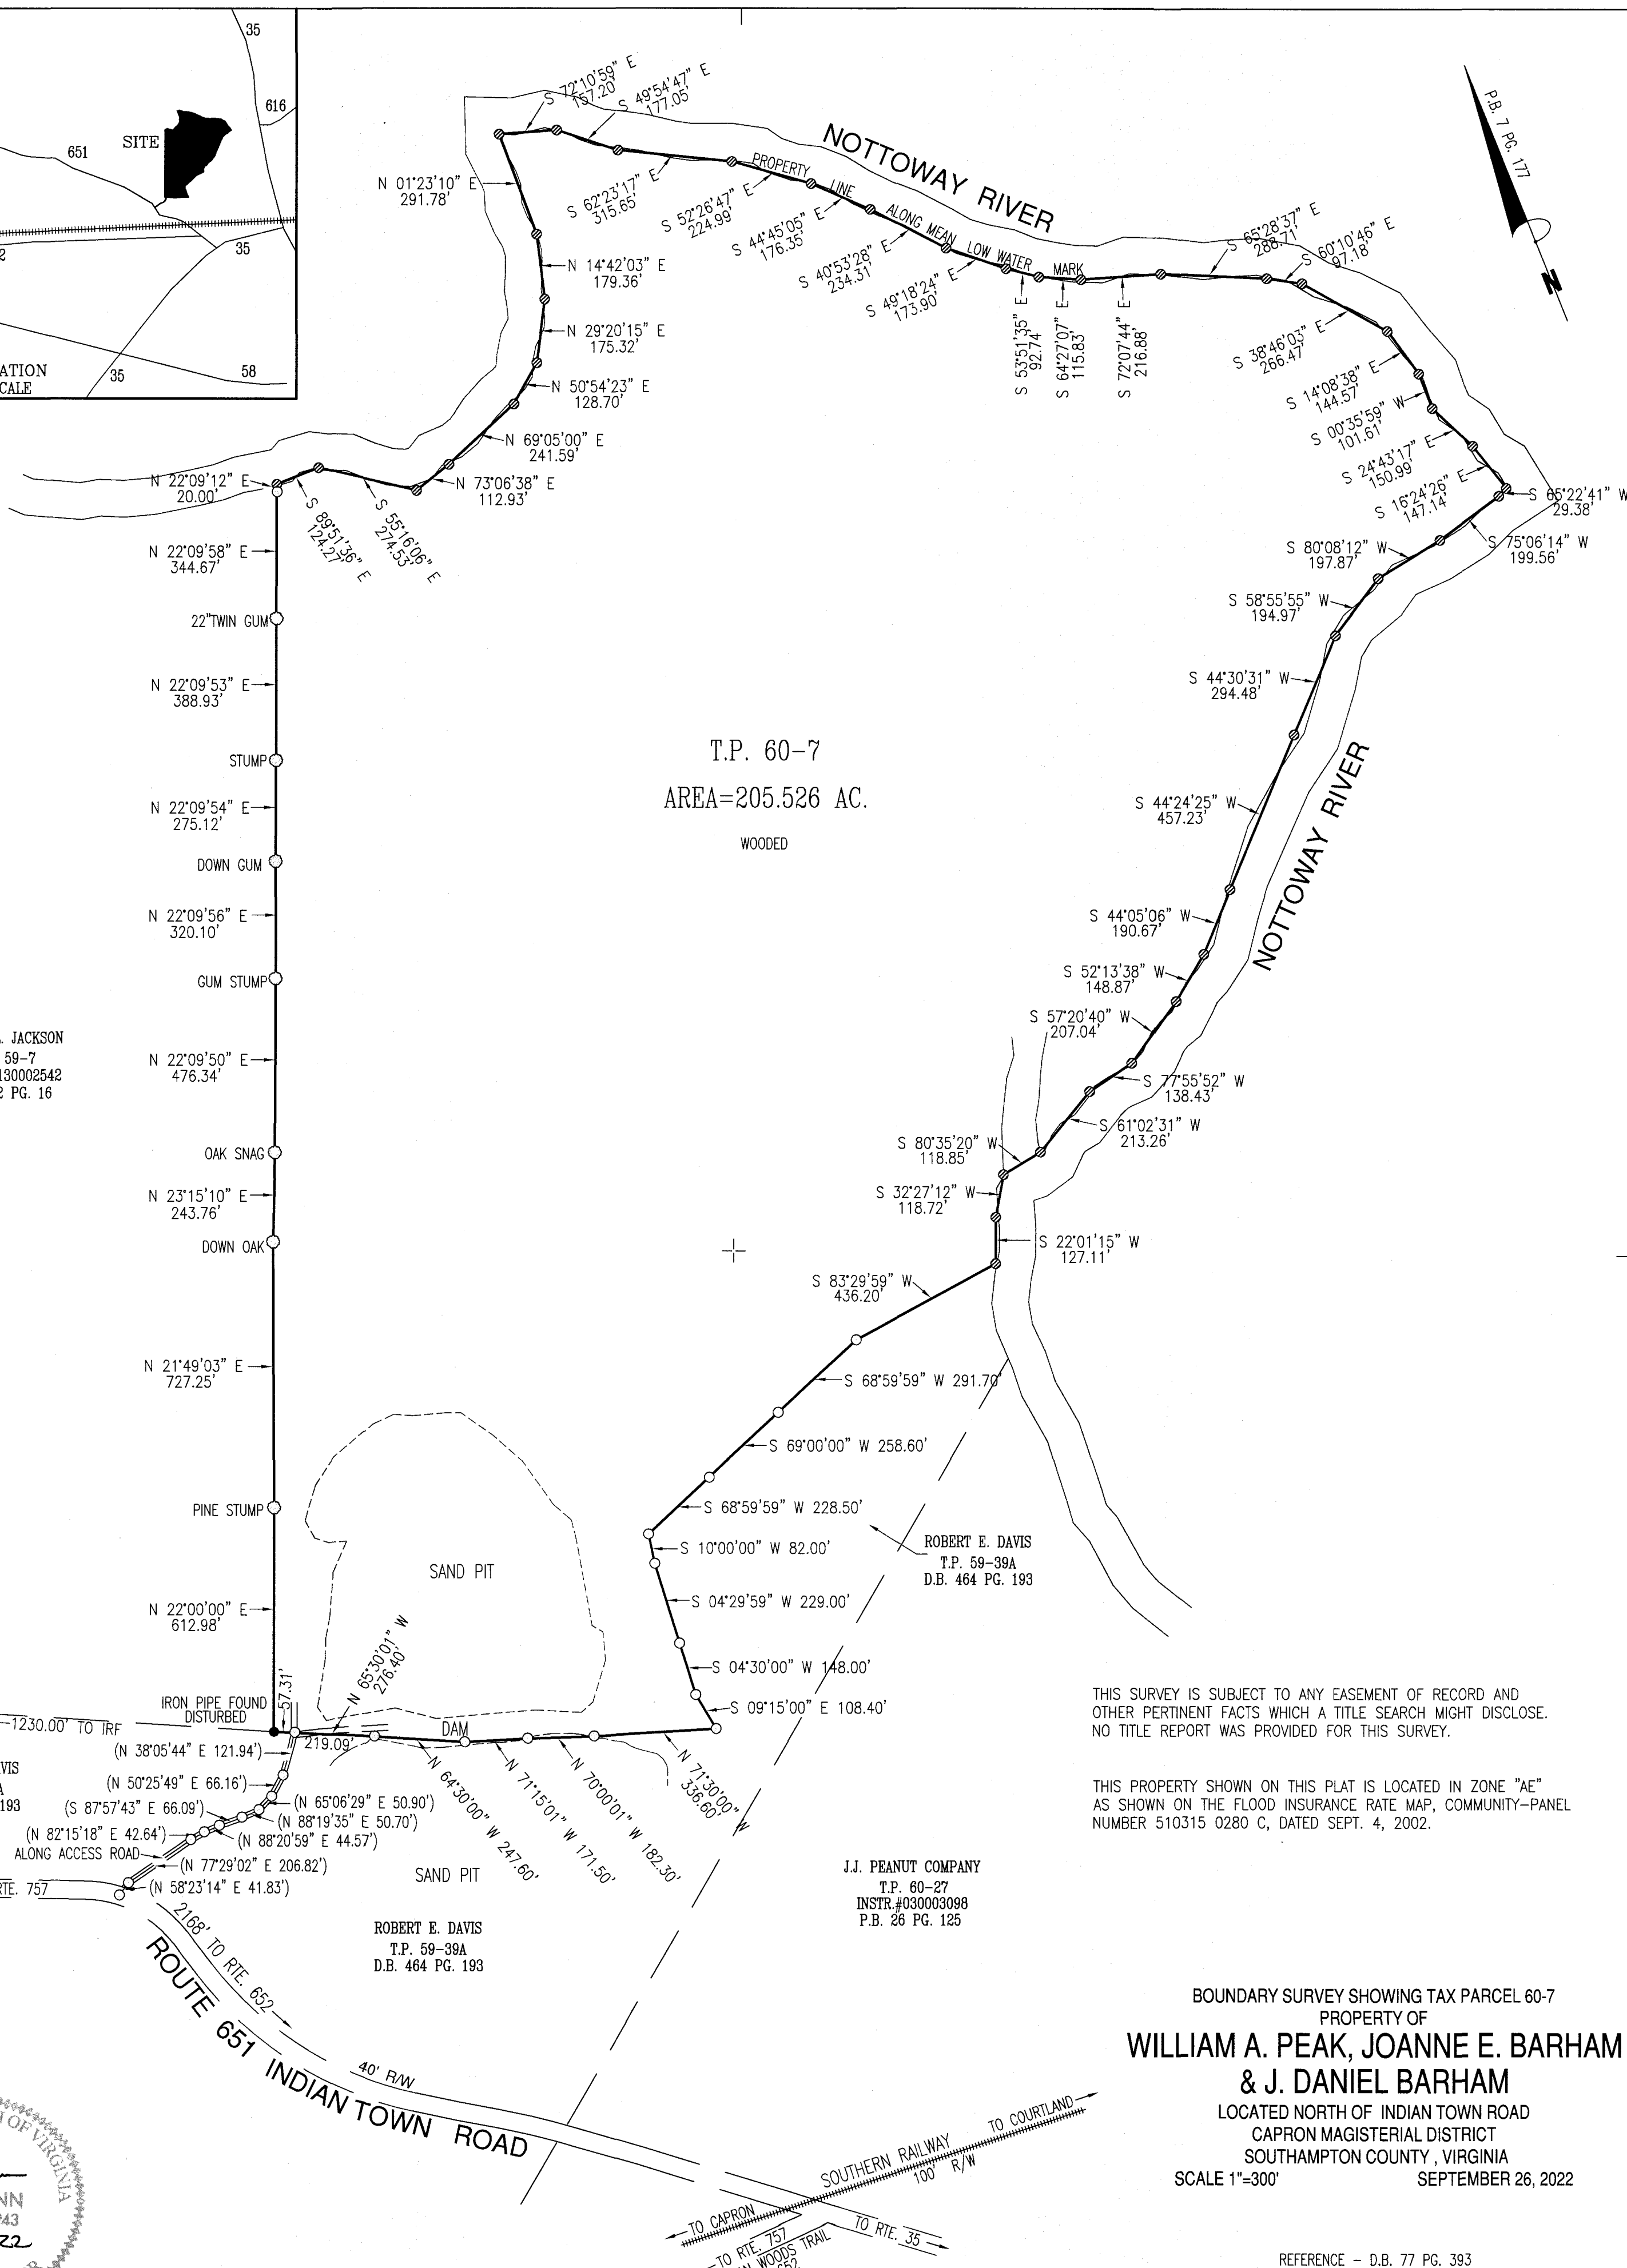 35
616
651
SITE
35
35
58
P.B. 7 PG. 177
N
NOTTOWAY RIVER
PROPERTY LINE ALONG MEAN LOW WATER MARK
S 72°10'59" E
157.20'
S 49°54'47" E
177.05'
S 62°23'17" E
315.65'
S 52°26'47" E
224.99'
S 44°45'05" E
176.35'
S 40°53'28" E
234.31'
S 49°18'24" E
173.90'
S 53°51'35" E
92.74
S 64°27'07" E
115.83'
S 72°07'44" E
216.88'
S 65°28'37" E
288.71'
S 60°10'46" E
97.18'
S 38°46'03" E
266.47'
S 14°08'38" E
144.57'
S 00°35'59" W
101.61'
S 24°43'17" E
150.99'
S 16°24'26" E
147.14'
S 65°22'41" W
29.38'
S 75°06'14" W
199.56'
S 80°08'12" W
197.87'
S 58°55'55" W
194.97'
S 44°30'31" W
294.48'
S 44°24'25" W
457.23'
S 44°05'06" W
190.67'
S 52°13'38" W
148.87'
S 57°20'40" W
207.04'
S 77°55'52" W
138.43'
S 61°02'31" W
213.26'
S 80°35'20" W
118.85'
S 32°27'12" W
118.72'
S 22°01'15" W
127.11'
NOTTOWAY RIVER
S 83°29'59" W
436.20'
S 68°59'59" W 291.70'
S 69°00'00" W 258.60'
S 68°59'59" W 228.50'
S 10°00'00" W 82.00'
S 04°29'59" W 229.00'
S 04°30'00" W 148.00'
S 09°15'00" E 108.40'
N 01°23'10" E
291.78'
N 14°42'03" E
179.36'
N 29°20'15" E
175.32'
N 50°54'23" E
128.70'
N 69°05'00" E
241.59'
N 73°06'38" E
112.93'
S 55°16'06" E
274.53'
S 89°51'36" E
124.27'
N 22°09'12" E
20.00'
N 22°09'58" E
344.67'
22"TWIN GUM
N 22°09'53" E
388.93'
STUMP
N 22°09'54" E
275.12'
DOWN GUM
N 22°09'56" E
320.10'
GUM STUMP
N 22°09'50" E
476.34'
OAK SNAG
N 23°15'10" E
243.76'
DOWN OAK
N 21°49'03" E
727.25'
PINE STUMP
N 22°00'00" E
612.98'
T.P. 60-7
AREA=205.526 AC.
WOODED
JACKSON
59-7
130002542
PG. 16
SAND PIT
IRON PIPE FOUND
DISTURBED
57.31'
1230.00' TO IRF
N 65°30'01" W
276.40'
219.09'
DAM
N 64°30'00" W 247.60'
N 71°15'01" W 171.50'
N 70°00'01" W 182.30'
N 71°30'00" W
336.60'
(N 38°05'44" E 121.94')
(N 50°25'49" E 66.16')
(S 87°57'43" E 66.09')
(N 82°15'18" E 42.64')
ALONG ACCESS ROAD
(N 65°06'29" E 50.90')
(N 88°19'35" E 50.70')
(N 88°20'59" E 44.57')
(N 77°29'02" E 206.82')
(N 58°23'14" E 41.83')
193
RTE. 757
SAND PIT
ROBERT E. DAVIS
T.P. 59-39A
D.B. 464 PG. 193
ROBERT E. DAVIS
T.P. 59-39A
D.B. 464 PG. 193
J.J. PEANUT COMPANY
T.P. 60-27
INSTR.#030003098
P.B. 26 PG. 125
2168' TO RTE. 652
ROUTE 651 INDIAN TOWN ROAD
40' R/W
SOUTHERN RAILWAY
100' R/W
TO COURTLAND
TO CAPRON
TO RTE. 757
WOODS TRAIL
TO RTE. 35
THIS SURVEY IS SUBJECT TO ANY EASEMENT OF RECORD AND
OTHER PERTINENT FACTS WHICH A TITLE SEARCH MIGHT DISCLOSE.
NO TITLE REPORT WAS PROVIDED FOR THIS SURVEY.
THIS PROPERTY SHOWN ON THIS PLAT IS LOCATED IN ZONE "AE"
AS SHOWN ON THE FLOOD INSURANCE RATE MAP, COMMUNITY-PANEL
NUMBER 510315 0280 C, DATED SEPT. 4, 2002.
BOUNDARY SURVEY SHOWING TAX PARCEL 60-7
PROPERTY OF
WILLIAM A. PEAK, JOANNE E. BARHAM
& J. DANIEL BARHAM
LOCATED NORTH OF INDIAN TOWN ROAD
CAPRON MAGISTERIAL DISTRICT
SOUTHAMPTON COUNTY , VIRGINIA
SCALE 1"=300' SEPTEMBER 26, 2022
REFERENCE - D.B. 77 PG. 393
OF VIRGINIA